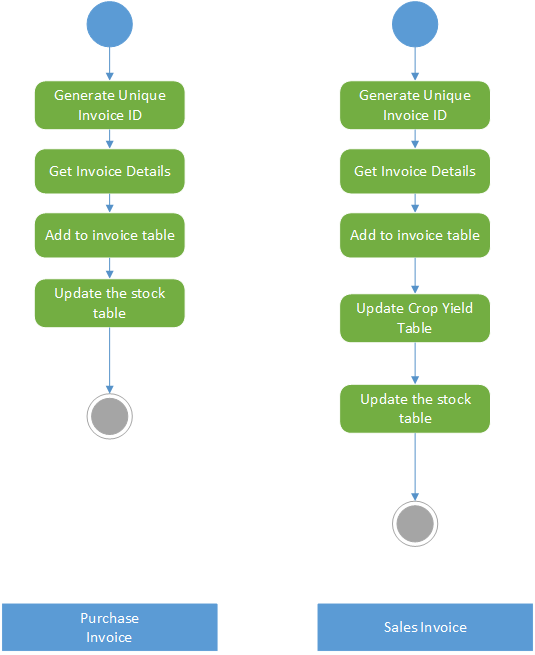 Generate Unique
Invoice ID
Get Invoice Details
Add to invoice table
Update the stock
table
Purchase
Invoice
Generate Unique
Invoice ID
Get Invoice Details
Add to invoice table
Update Crop Yield
Table
Update the stock
table
Sales Invoice